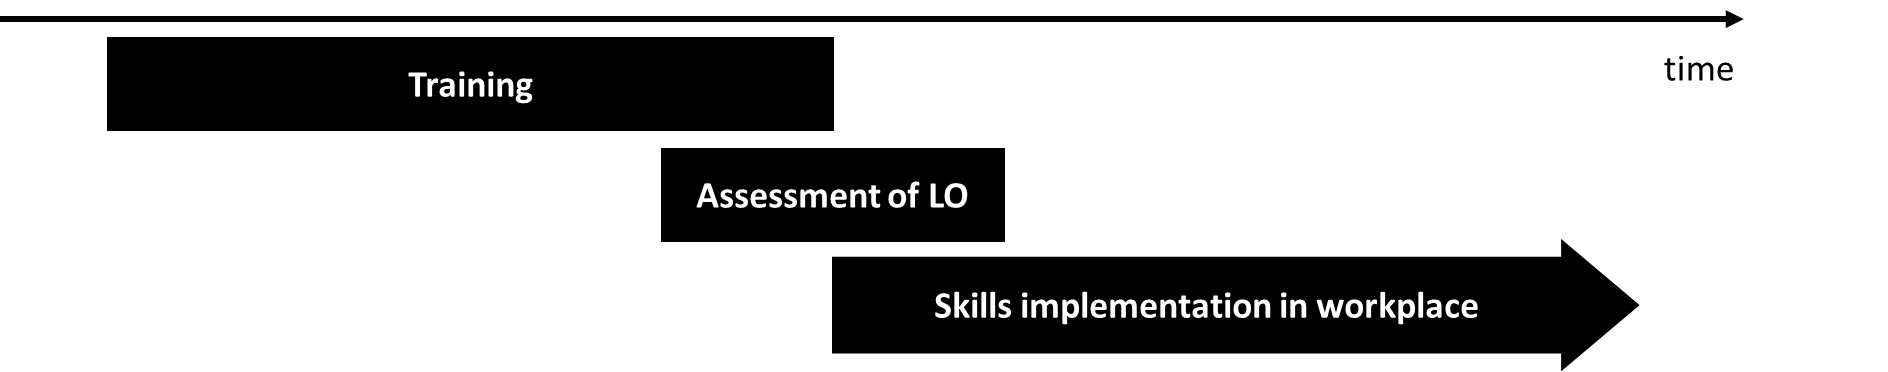 time
Training
Assessment of LO
Skills implementation in workplace